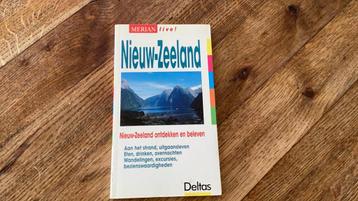 MERIAN live!
Nieuw-Zeeland
Nieuw-Zeeland ontdekken en beleven
Aan het strand, uitgaansleven
Eten, drinken, overnachten
Wandelingen, excursies,
bezienswaardigheden
Deltas